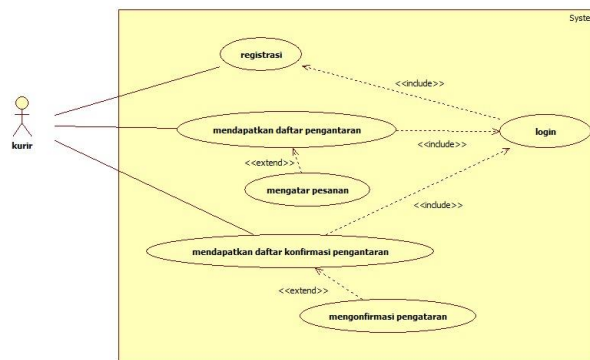 Syste
registrasi
<<include>>
kurir
mendapatkan daftar pengantaran
<<include>>
login
<<extend>>
mengatar pesanan
<<include>>
mendapatkan daftar konfirmasi pengantaran
<<extend>>
mengonfirmasi pengataran